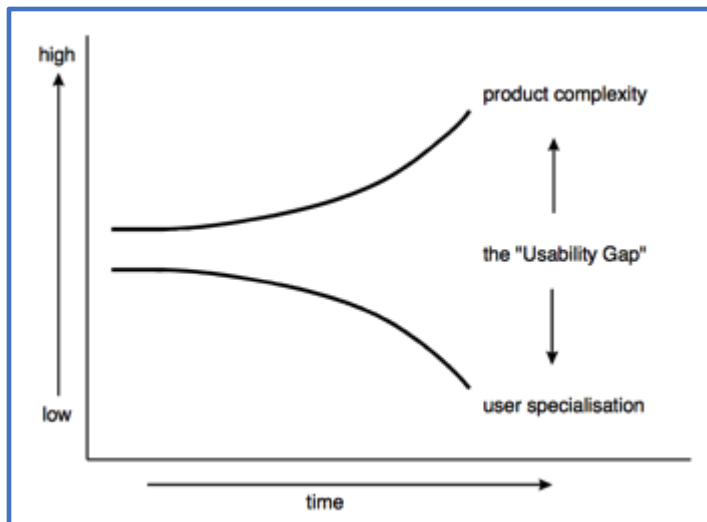 high
product complexity
the "Usability Gap"
low
user specialisation
time